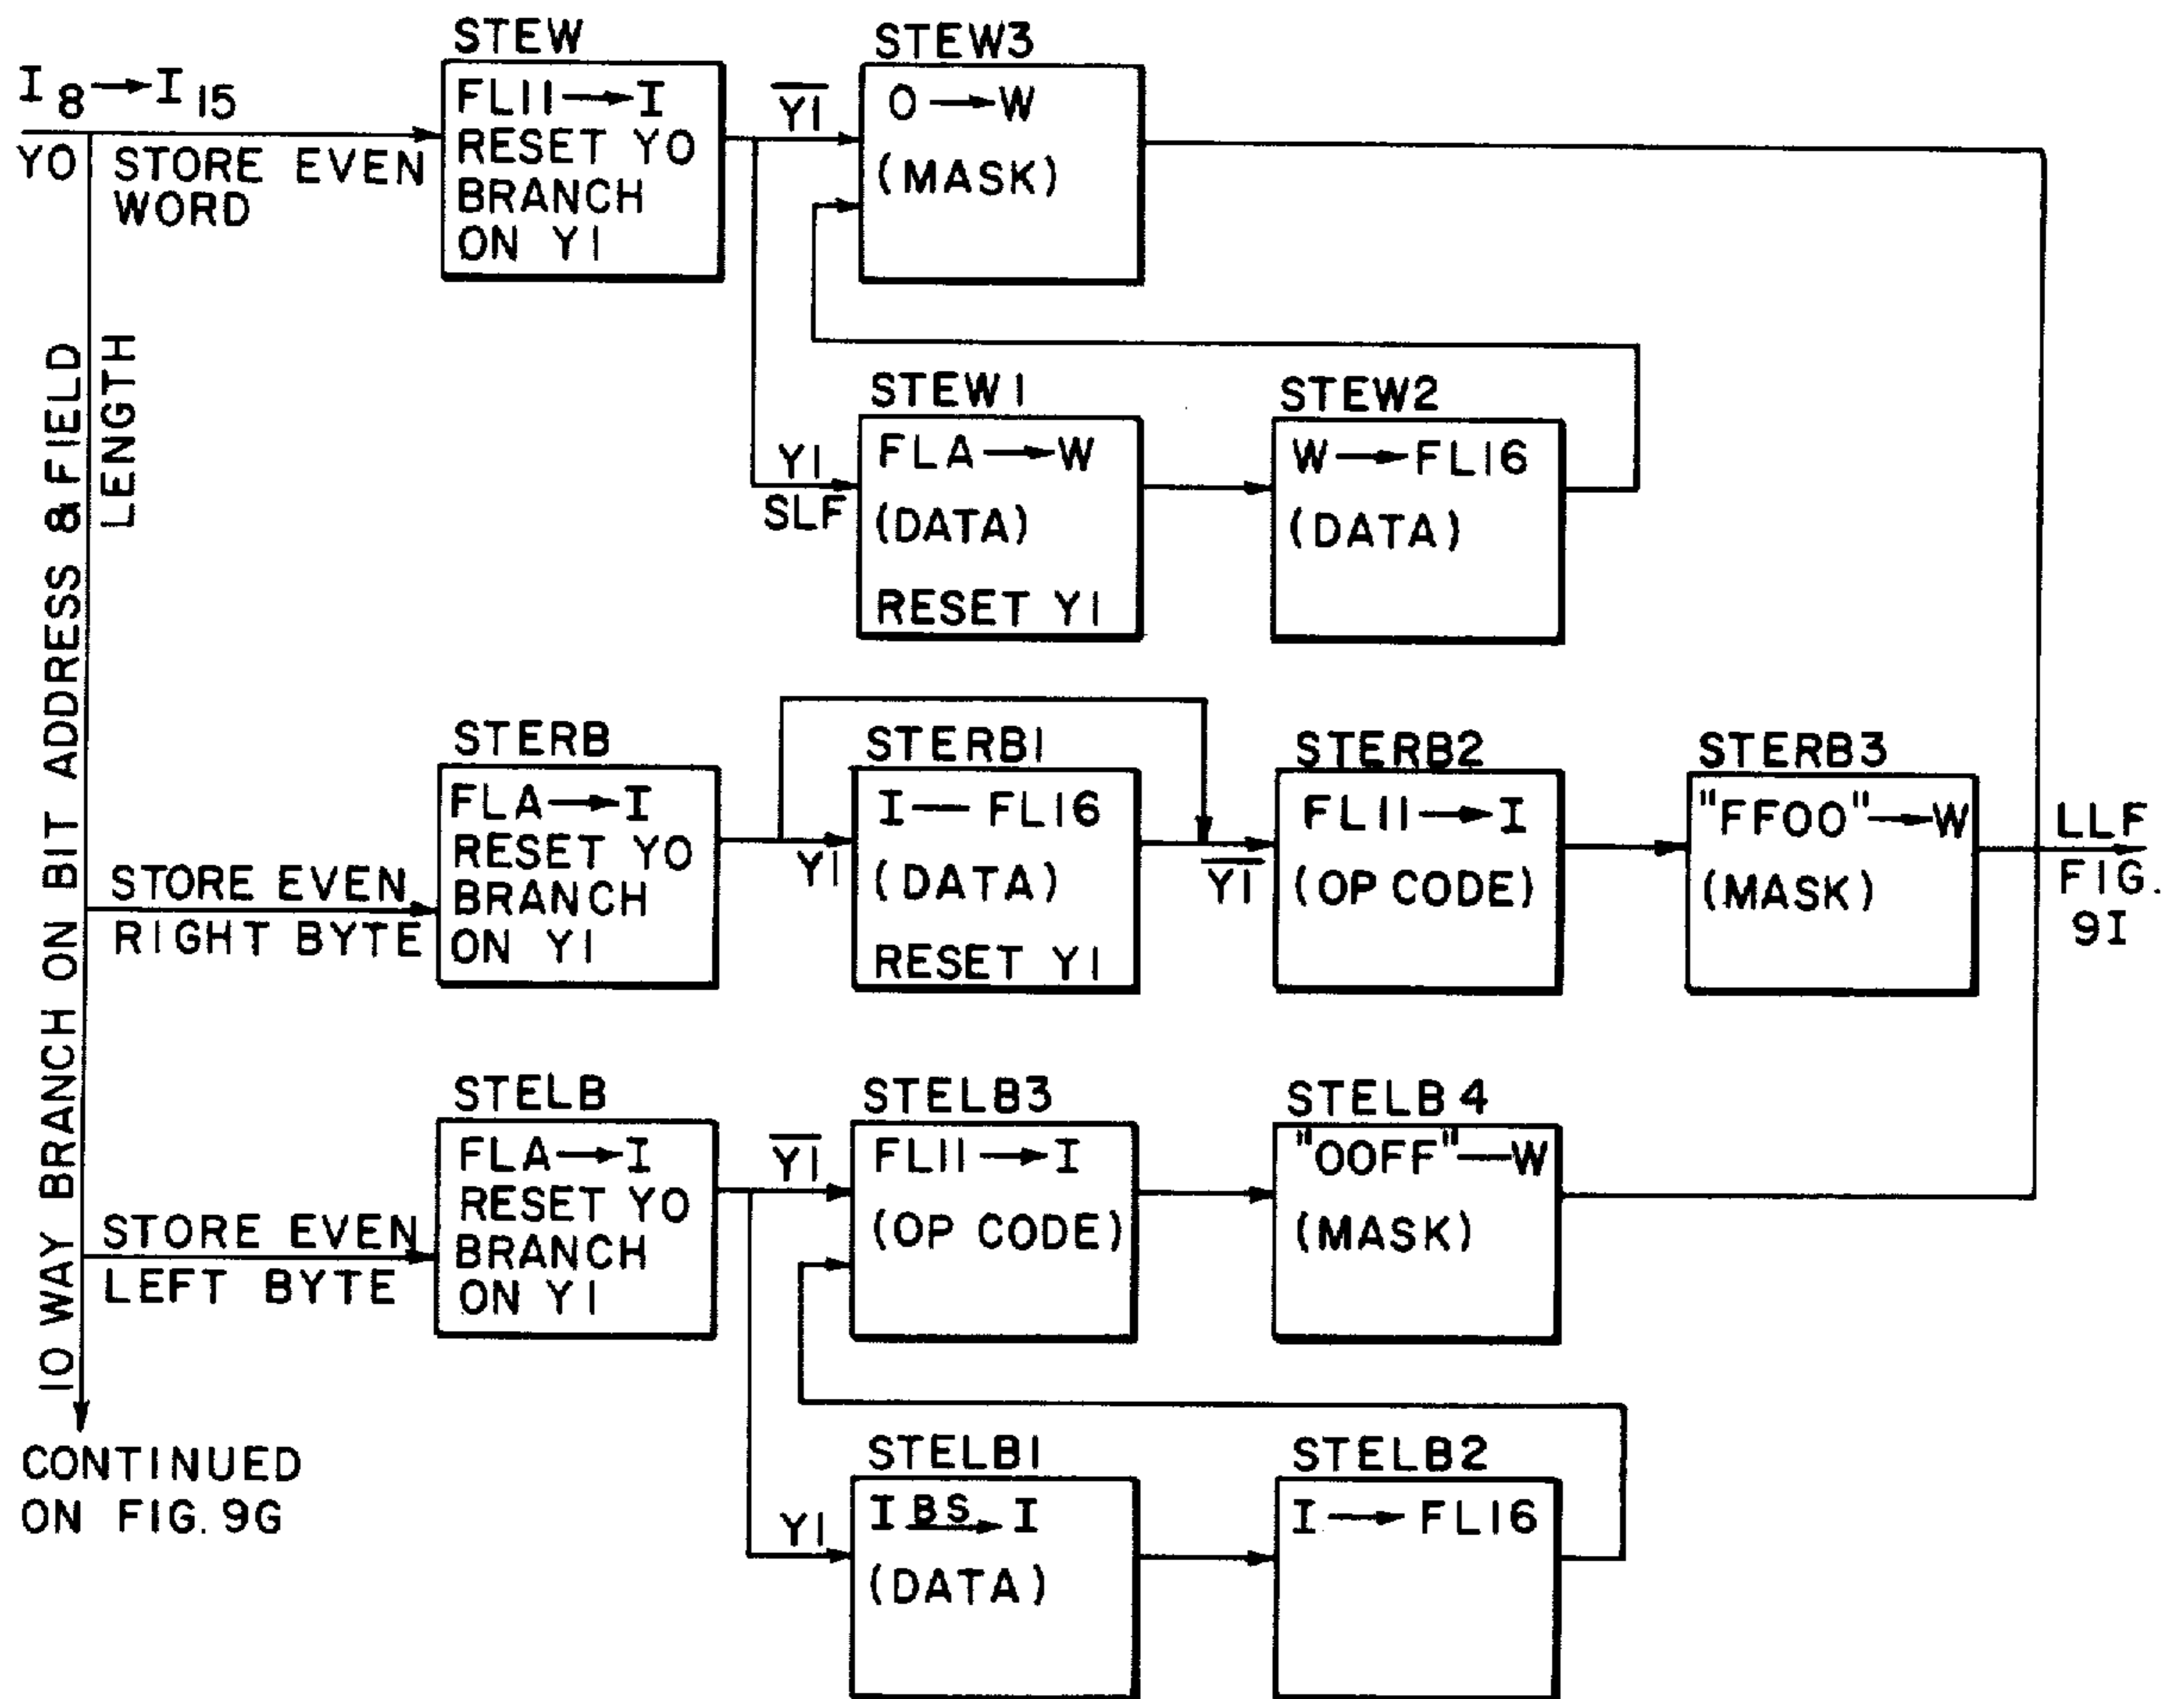 I8→I15
Y0
STORE EVEN
WORD
10 WAY BRANCH ON BIT ADDRESS & FIELD
LENGTH
STEW
FL11→I
RESET Y0
BRANCH
ON Y1
Y1
STEW3
0→W
(MASK)
Y1
SLF
STEW1
FLA→W
(DATA)
RESET Y1
STEW2
W→FL16
(DATA)
STORE EVEN
RIGHT BYTE
STERB
FLA→I
RESET Y0
BRANCH
ON Y1
Y1
STERB1
I— FL16
(DATA)
RESET Y1
Y1
STERB2
FL11→I
(OP CODE)
STERB3
"FF00"→W
(MASK)
LLF
FIG.
9I
STORE EVEN
LEFT BYTE
STELB
FLA→I
RESET Y0
BRANCH
ON Y1
Y1
STELB3
FL11→I
(OP CODE)
STELB4
"00FF"—W
(MASK)
Y1
STELB1
I BS→ I
(DATA)
STELB2
I→FL16
CONTINUED
ON FIG. 9G